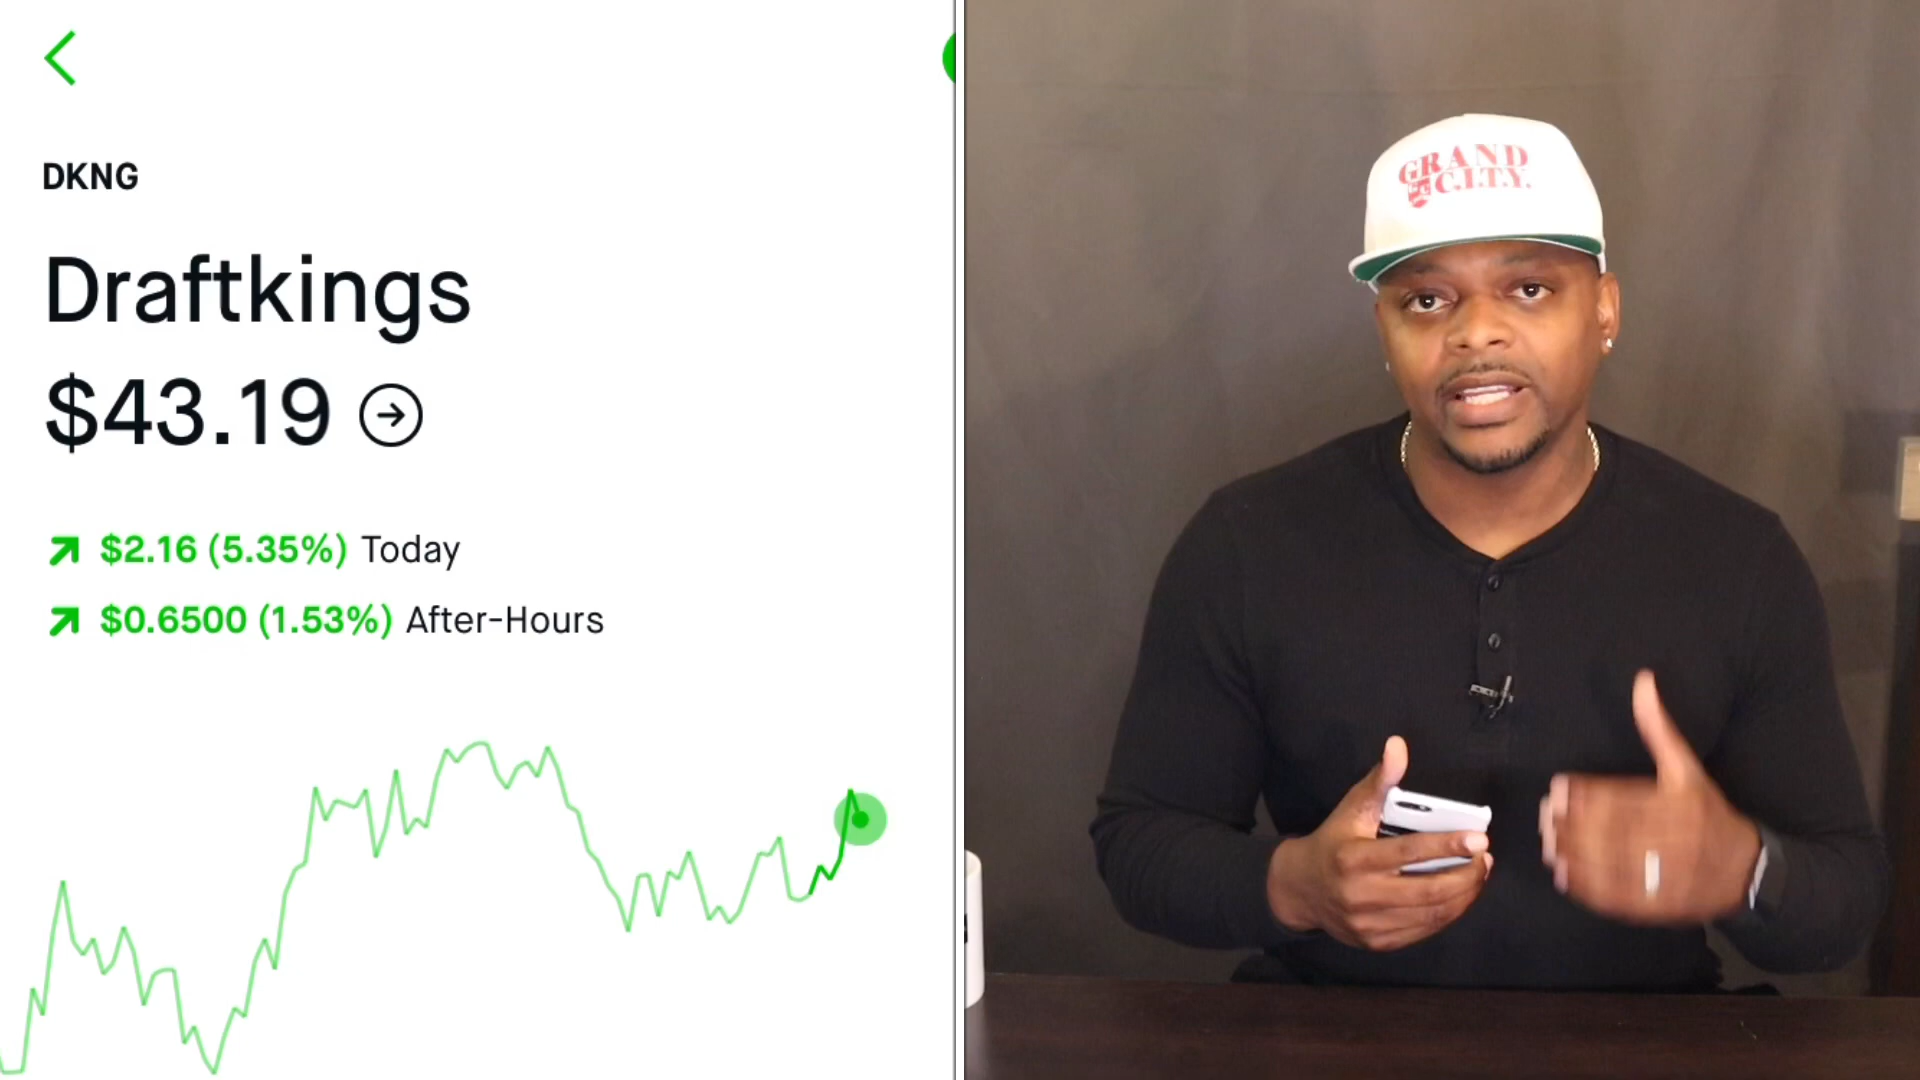 DKNG
Draftkings
$43.19
$2.16 (5.35%) Today
$0.6500 (1.53%) After-Hours
GRAND
C.I.T.Y.